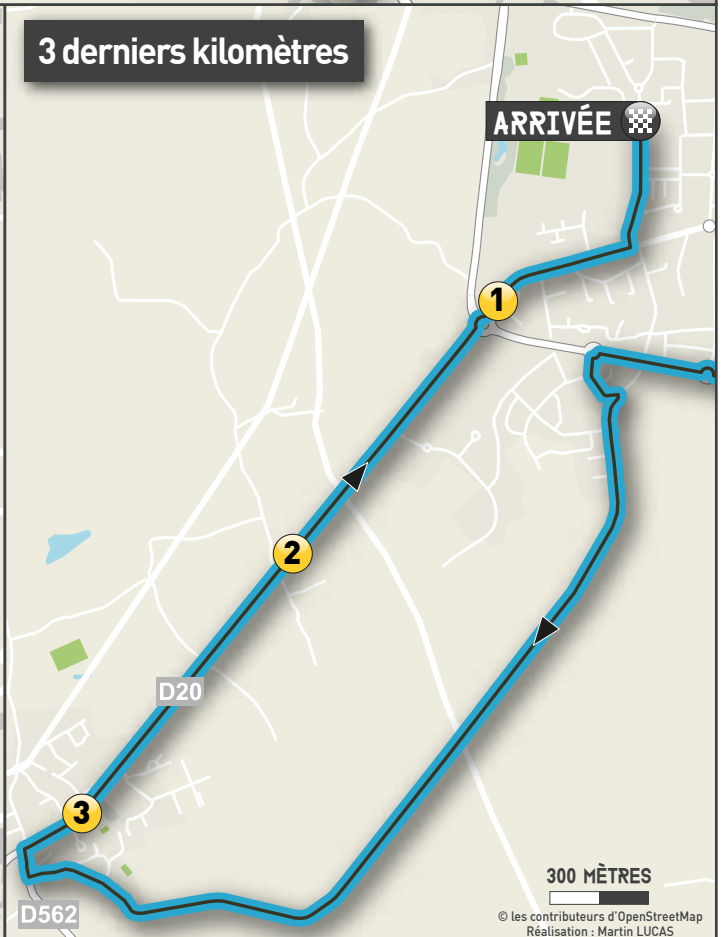 3 derniers kilomètres
ARRIVÉE
1
2
D20
3
D562
300 MÈTRES
© les contributeurs d'OpenStreetMap
Réalisation : Martin LUCAS